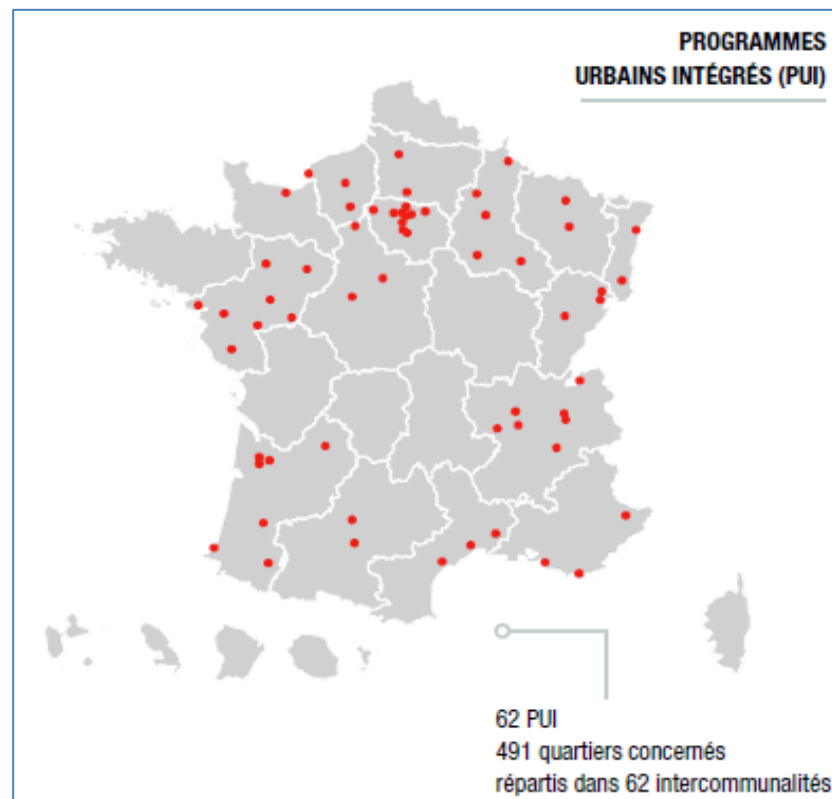 PROGRAMMES
URBAINS INTÉGRÉS (PUI)
62 PUI
491 quartiers concernés
répartis dans 62 intercommunalités